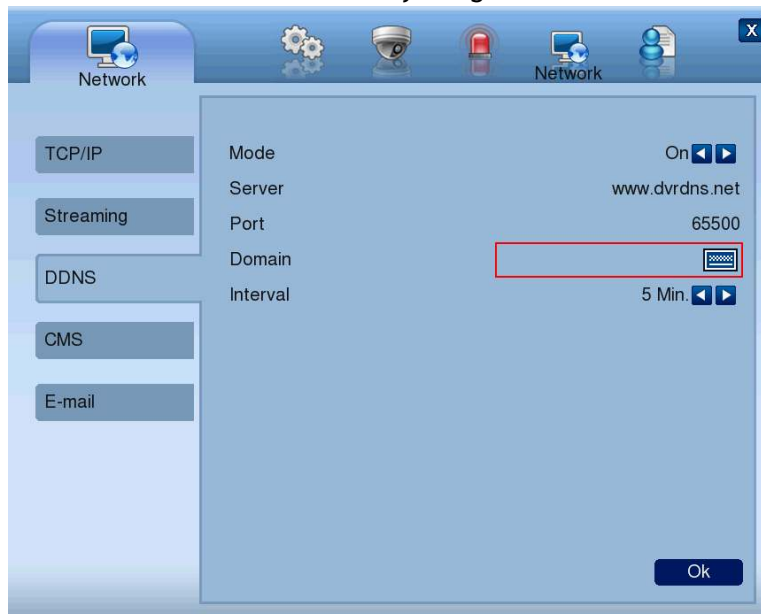 Network
Network
X
TCP/IP
Streaming
DDNS
CMS
E-mail
Mode On
Server www.dvrdns.net
Port 65500
Domain
Interval 5 Min.
Ok